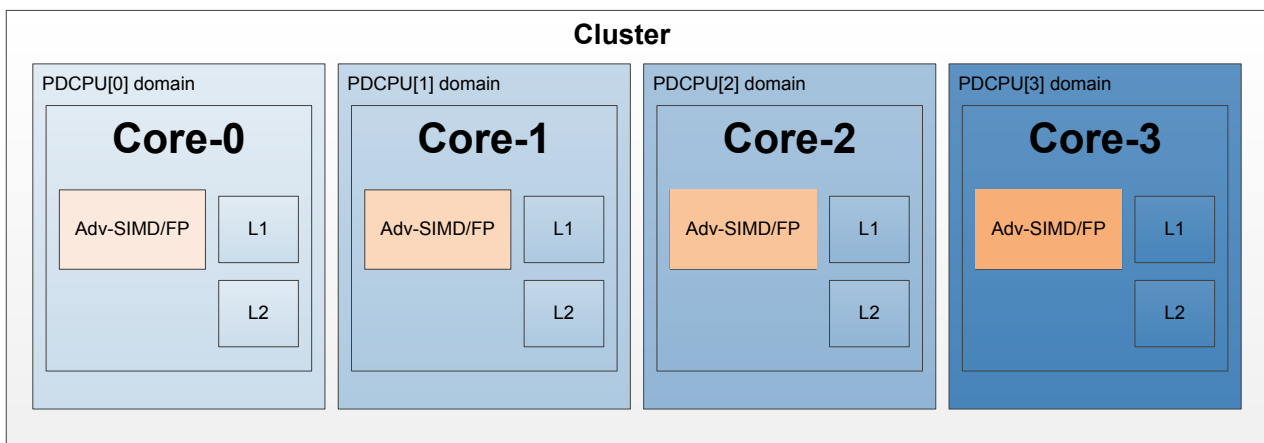 Cluster
PDCPU[0] domain
Core-0
Adv-SIMD/FP
L1
L2
PDCPU[1] domain
Core-1
Adv-SIMD/FP
L1
L2
PDCPU[2] domain
Core-2
Adv-SIMD/FP
L1
L2
PDCPU[3] domain
Core-3
Adv-SIMD/FP
L1
L2